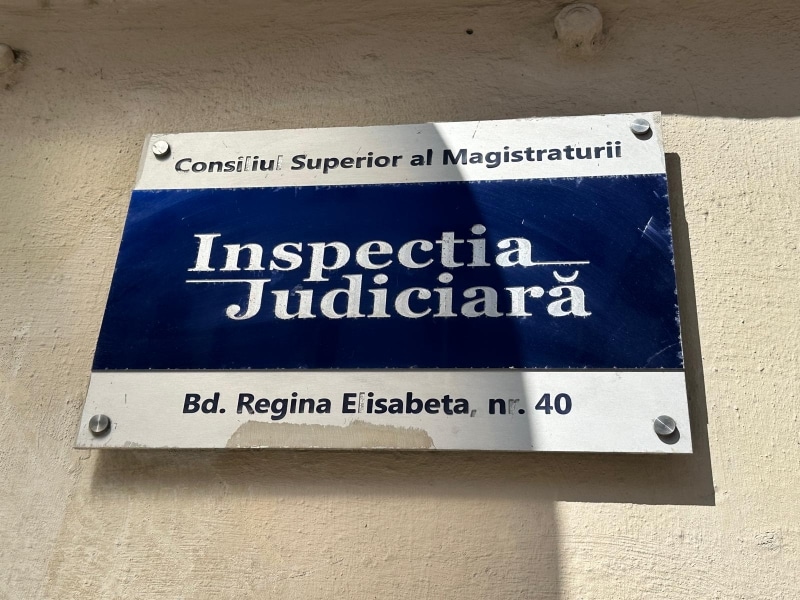 Consiliul Superior al Magistraturii
Inspecția
Judiciară
Bd. Regina Elisabeta, nr. 40